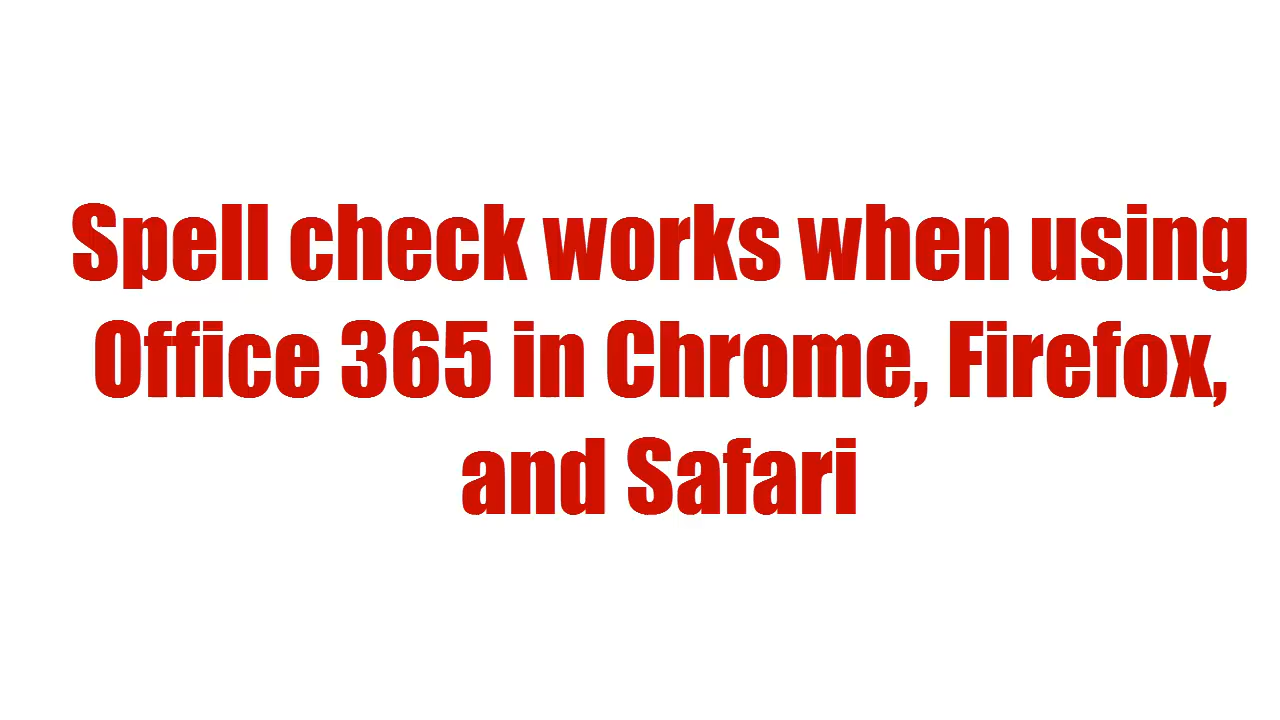 Spell check works when using
Office 365 in Chrome, Firefox,
and Safari